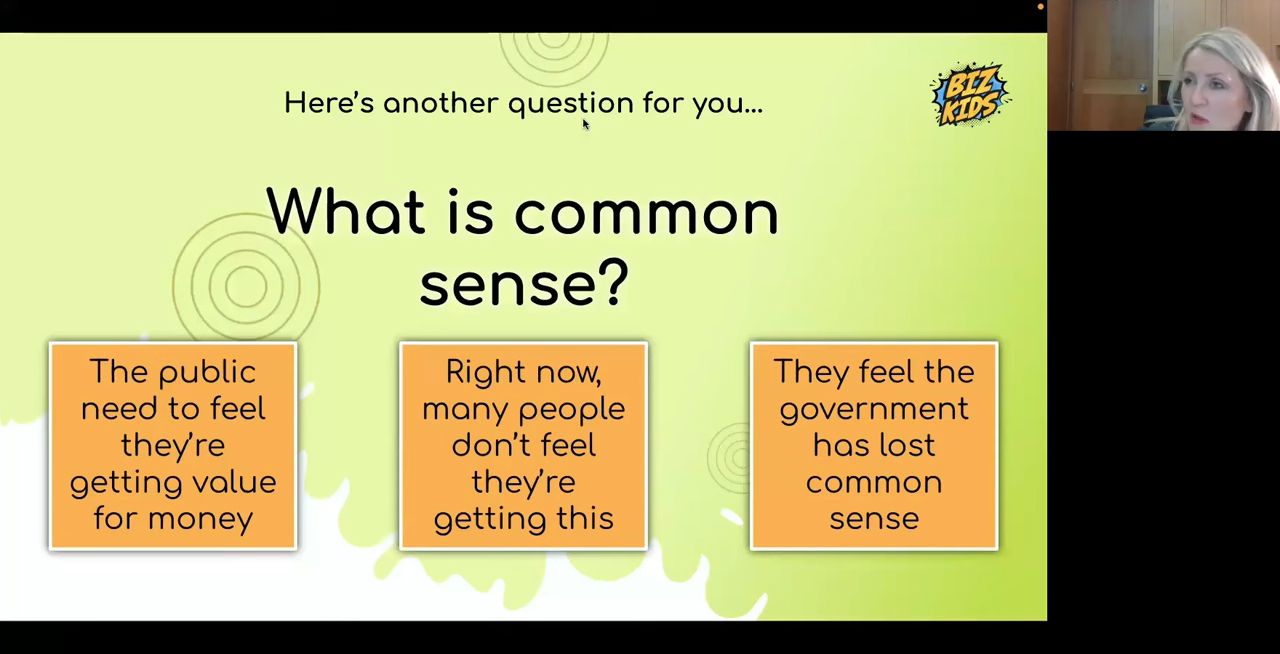 Here's another question for you...
BIZ
KIDS
What is common
sense?
The public
need to feel
they're
getting value
for money
Right now,
many people
don't feel
they're
getting this
They feel the
government
has lost
common
sense